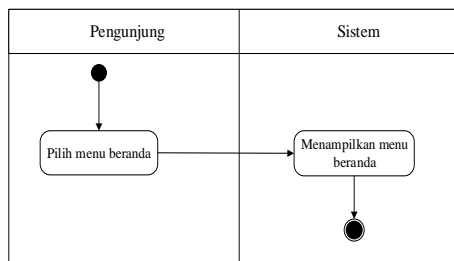 Pengunjung
Sistem
Pilih menu beranda
Menampilkan menu
beranda